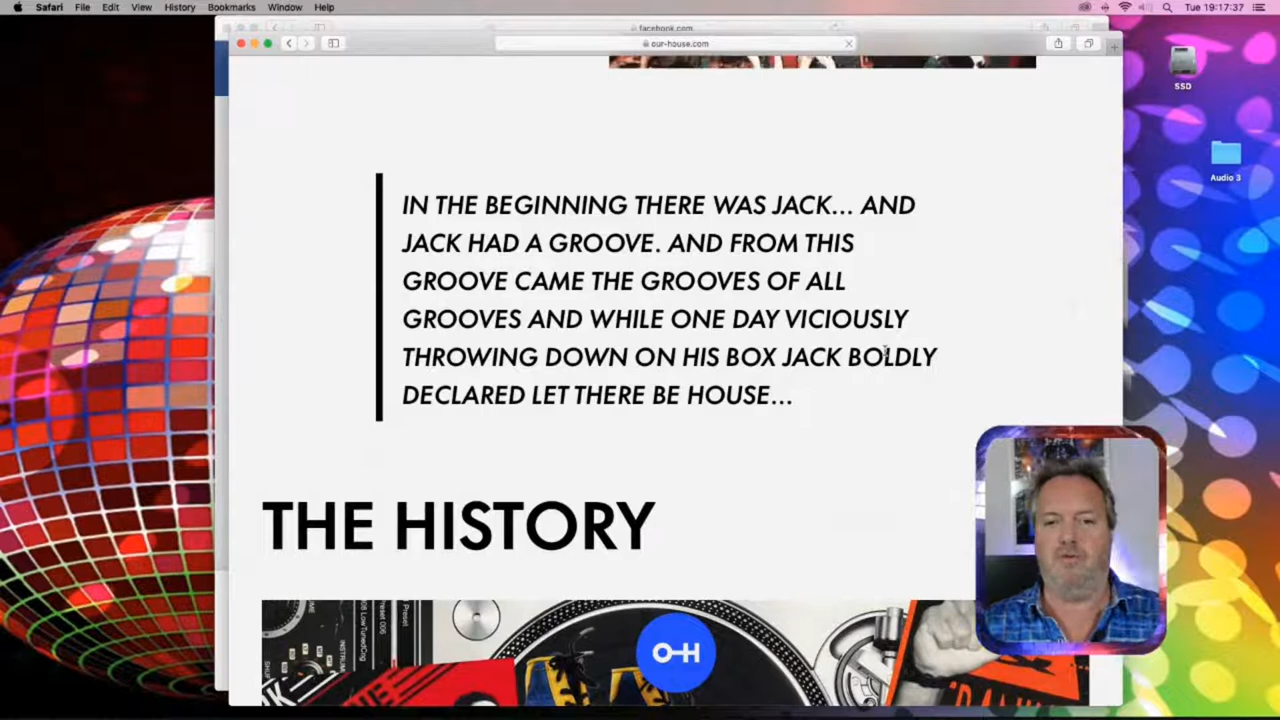 Safari File Edit View History Bookmarks Window Help
Tue 19:17:37
facebook.com
our-house.com
SSD
Audio 3
IN THE BEGINNING THERE WAS JACK... AND
JACK HAD A GROOVE. AND FROM THIS
GROOVE CAME THE GROOVES OF ALL
GROOVES AND WHILE ONE DAY VICIOUSLY
THROWING DOWN ON HIS BOX JACK BOLDLY
DECLARED LET THERE BE HOUSE...
THE HISTORY
Preset 006
Preset
O-H